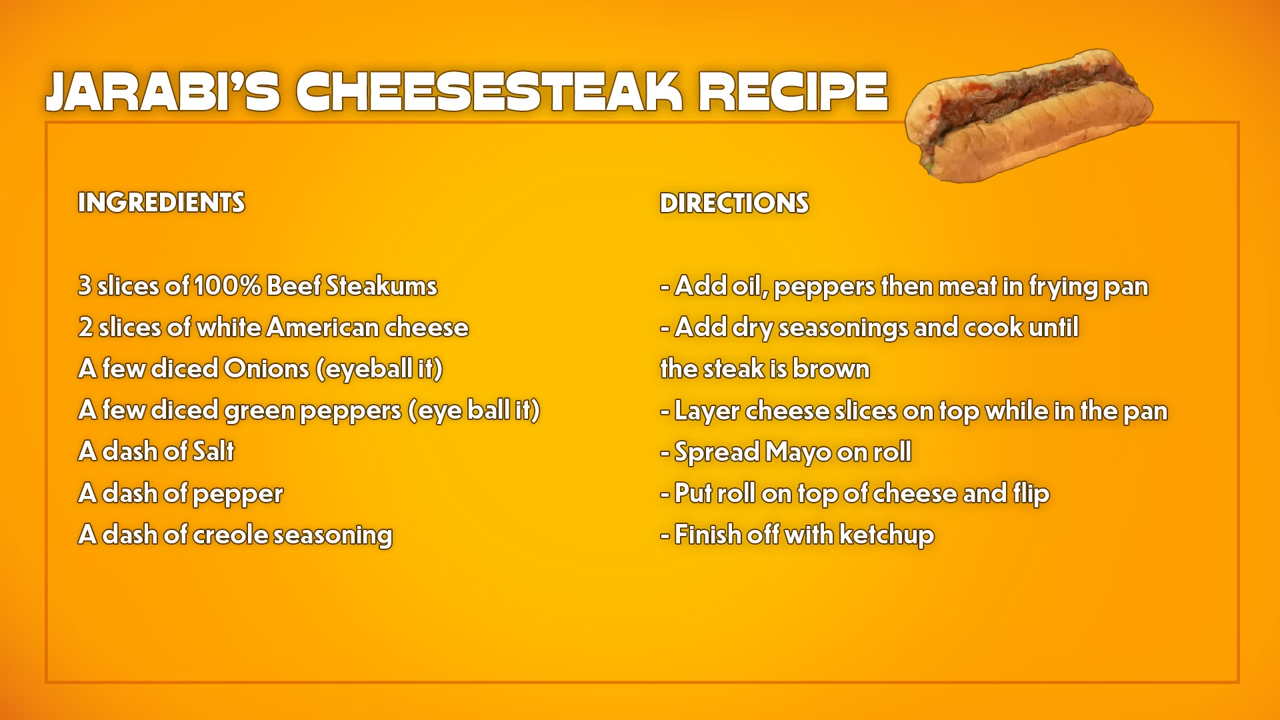 JARABI'S CHEESESTEAK RECIPE
INGREDIENTS
3 slices of 100% Beef Steakums
2 slices of white American cheese
A few diced Onions (eyeball it)
A few diced green peppers (eye ball it)
A dash of Salt
A dash of pepper
A dash of creole seasoning
DIRECTIONS
- Add oil, peppers then meat in frying pan
- Add dry seasonings and cook until
the steak is brown
- Layer cheese slices on top while in the pan
- Spread Mayo on roll
- Put roll on top of cheese and flip
- Finish off with ketchup